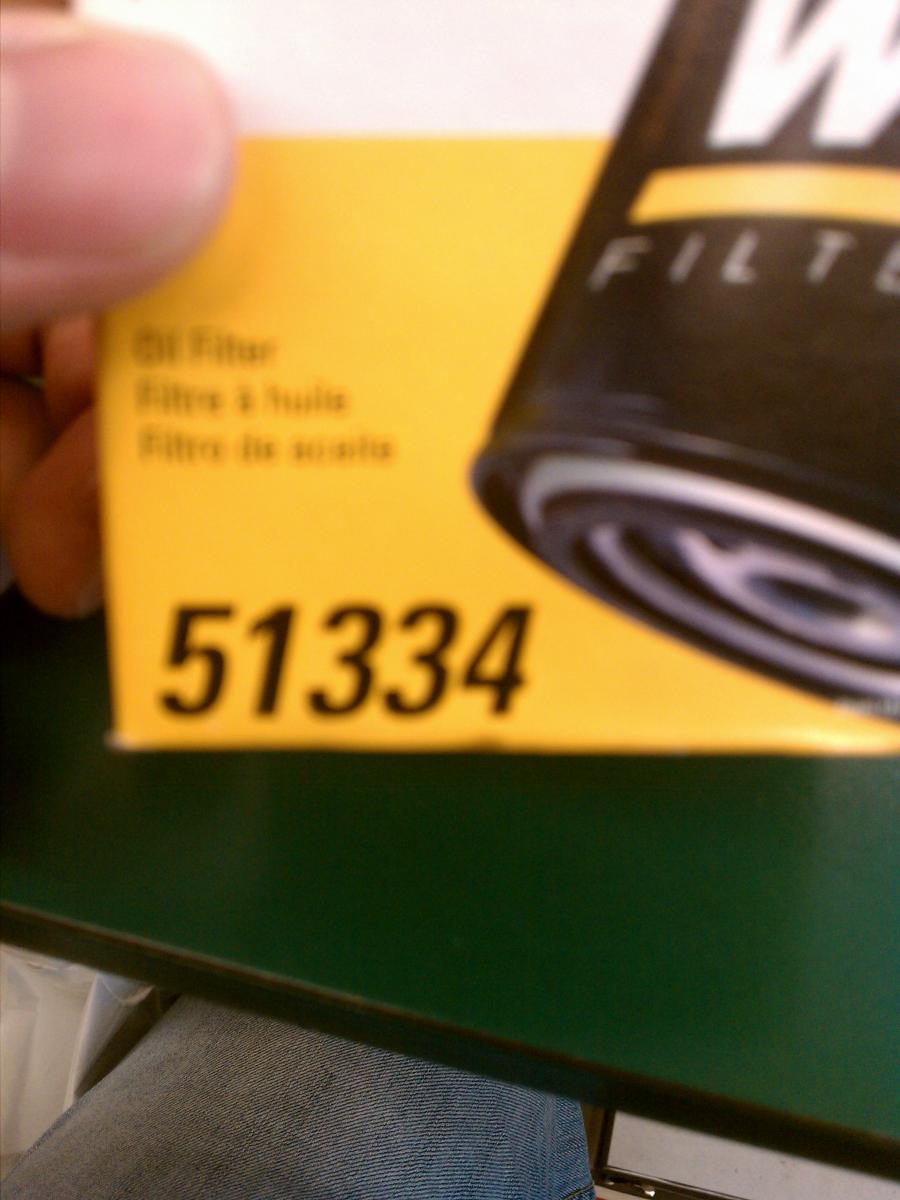 W
FILTE
Oil Filter
Filtre à huile
Filtro de aceite
51334